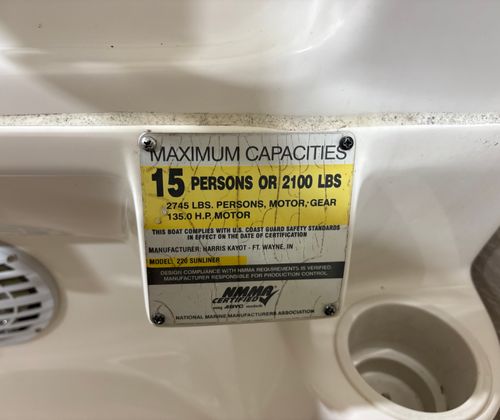 MAXIMUM CAPACITIES
15 PERSONS OR 2100 LBS
2745 LBS. PERSONS, MOTOR, GEAR
135.0 H.P. MOTOR
THIS BOAT COMPLIES WITH U.S. COAST GUARD SAFETY STANDARDS
IN EFFECT ON THE DATE OF CERTIFICATION
MANUFACTURER: HARRIS KAYOT - FT. WAYNE, IN
MODEL: 220 SUNLINER
DESIGN COMPLIANCE WITH NMMA REQUIREMENTS IS VERIFIED.
MANUFACTURER RESPONSIBLE FOR PRODUCTION CONTROL.
NMMA
CERTIFIED
using ABYC standards
NATIONAL MARINE MANUFACTURERS ASSOCIATION